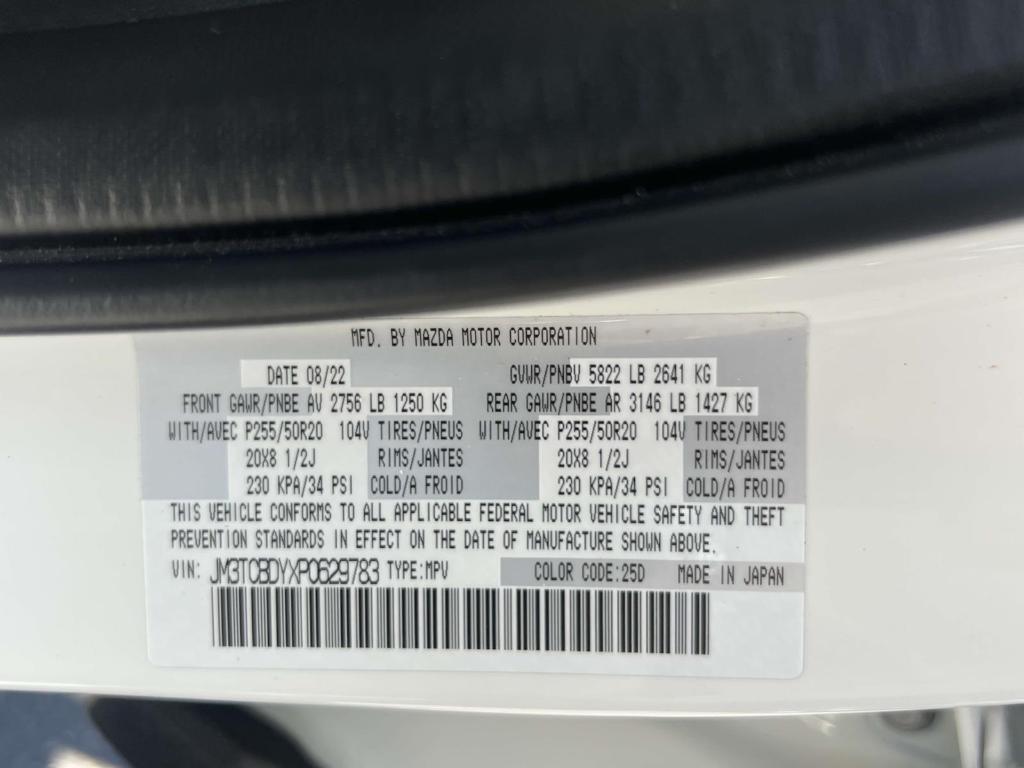 MFD. BY MAZDA MOTOR CORPORATION
DATE 08/22 GVWR/PNBV 5822 LB 2641 KG
FRONT GAWR/PNBE AV 2756 LB 1250 KG REAR GAWR/PNBE AR 3146 LB 1427 KG
WITH/AVEC P255/50R20 104V TIRES/PNEUS WITH/AVEC P255/50R20 104V TIRES/PNEUS
20X8 1/2J RIMS/JANTES 20X8 1/2J RIMS/JANTES
230 KPA/34 PSI COLD/A FROID 230 KPA/34 PSI COLD/A FROID
THIS VEHICLE CONFORMS TO ALL APPLICABLE FEDERAL MOTOR VEHICLE SAFETY AND THEFT
PREVENTION STANDARDS IN EFFECT ON THE DATE OF MANUFACTURE SHOWN ABOVE.
VIN: JM3TCBDYXP0629783 TYPE:MPV COLOR CODE:25D MADE IN JAPAN